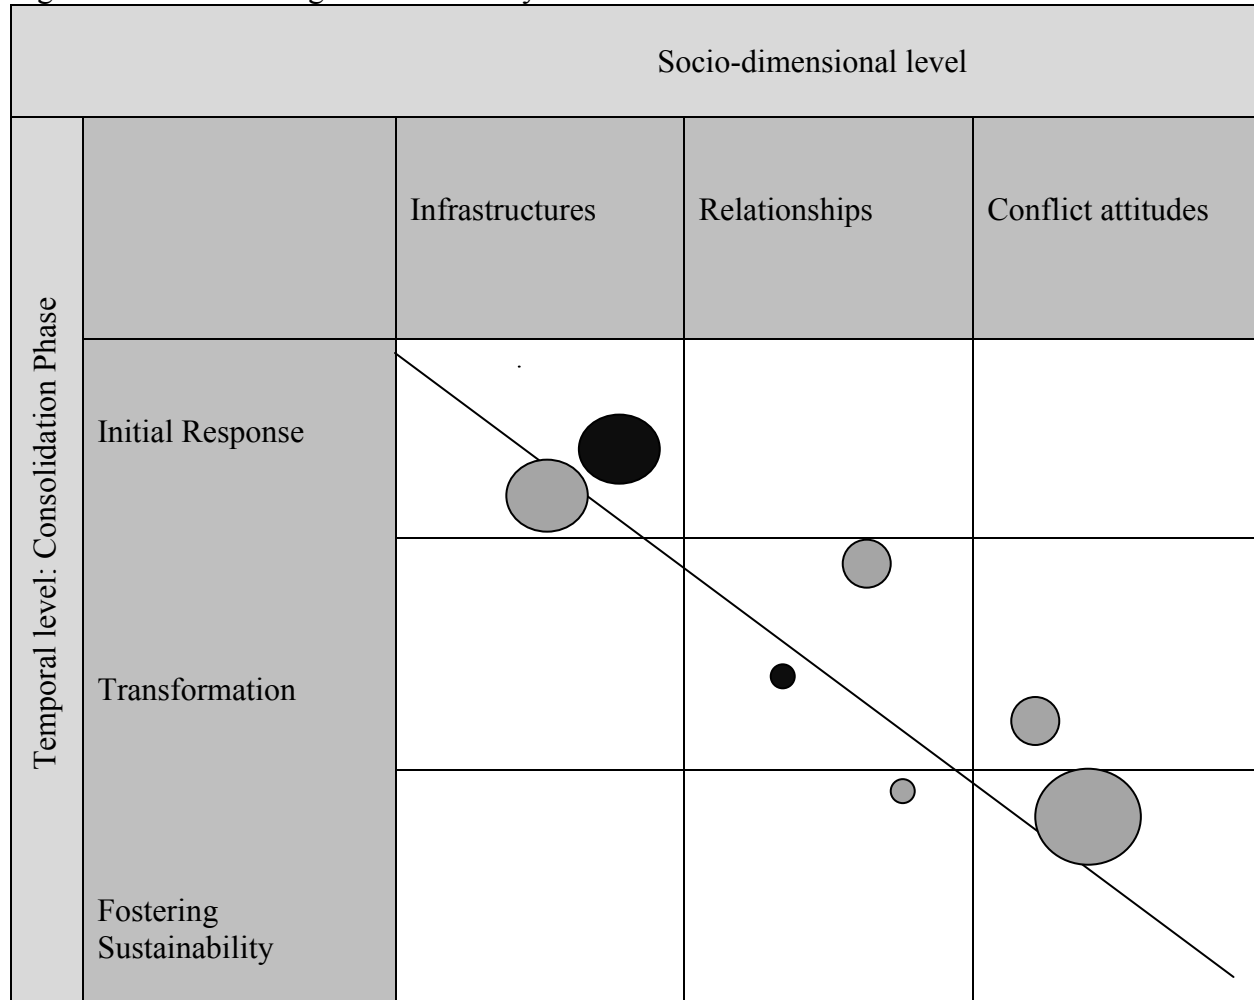 Socio-dimensional level
Infrastructures
Relationships
Conflict attitudes
Temporal level: Consolidation Phase
Initial Response
Transformation
Fostering
Sustainability